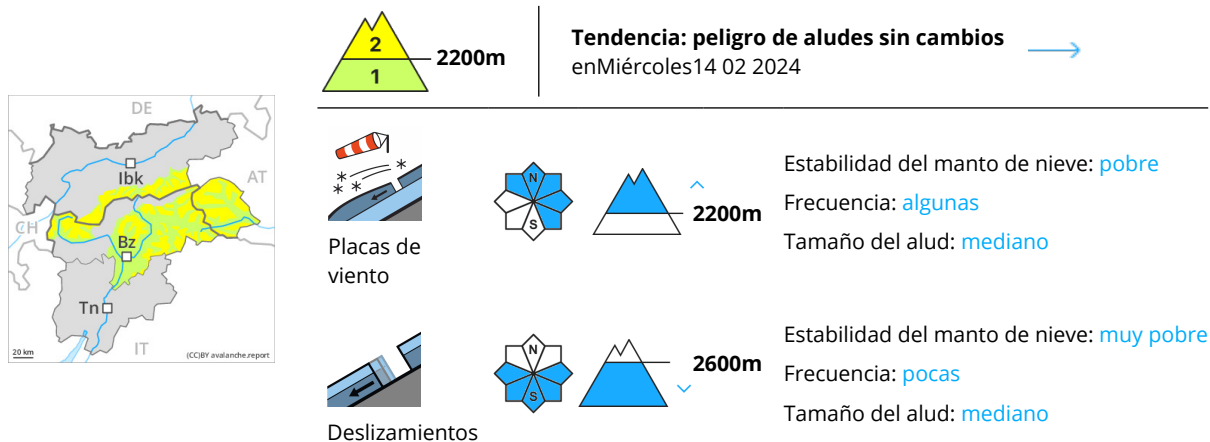 2
1
2200m
Tendencia: peligro de aludes sin cambios
enMiércoles14 02 2024
DE
Ibk
AT
CH
Bz
Tn
IT
20 km
(CC)BY avalanche.report
N
S
2200m
Placas de
viento
Estabilidad del manto de nieve: pobre
Frecuencia: algunas
Tamaño del alud: mediano
N
S
2600m
Deslizamientos
Estabilidad del manto de nieve: muy pobre
Frecuencia: pocas
Tamaño del alud: mediano